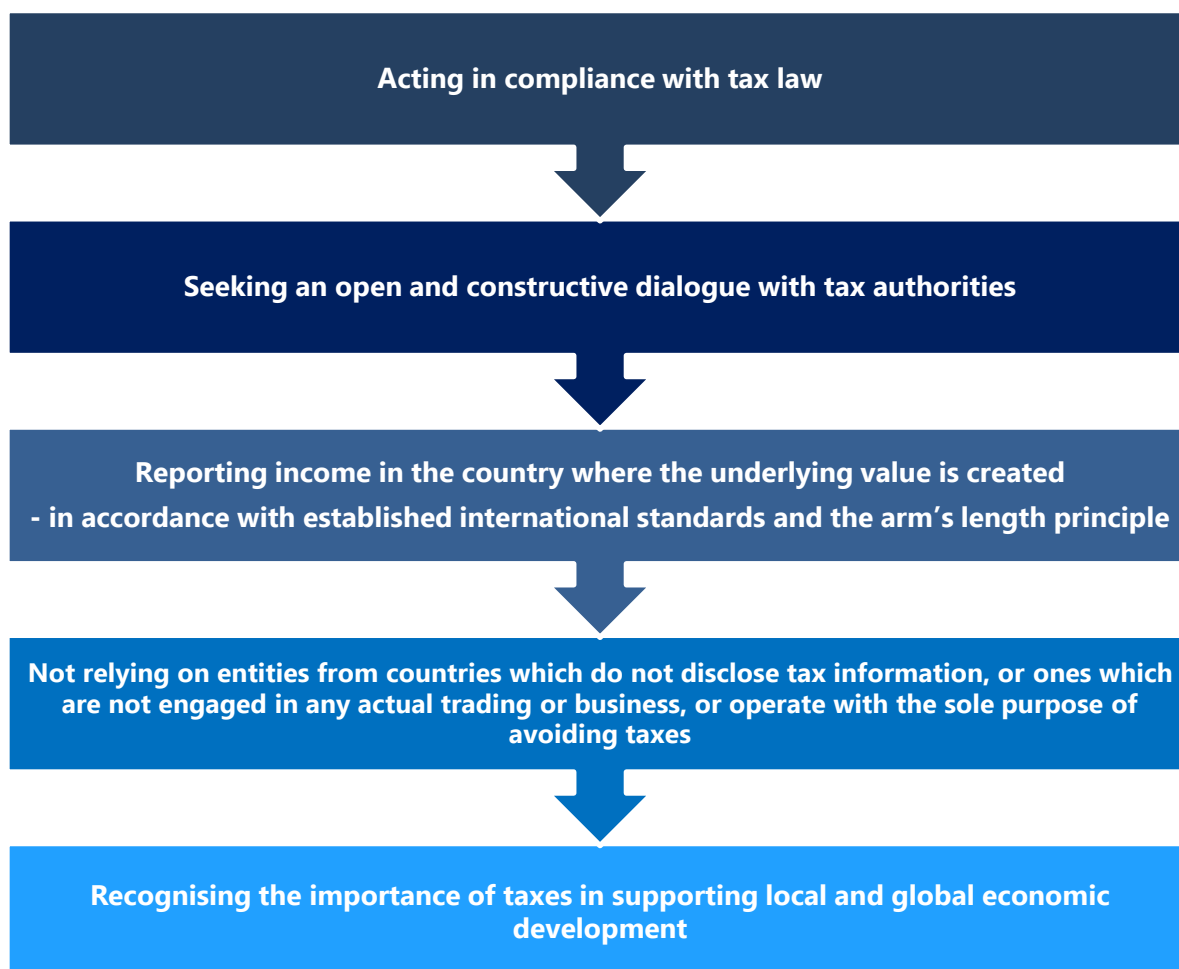 Acting in compliance with tax law
Seeking an open and constructive dialogue with tax authorities
Reporting income in the country where the underlying value is created
- in accordance with established international standards and the arm’s length principle
Not relying on entities from countries which do not disclose tax information, or ones which
are not engaged in any actual trading or business, or operate with the sole purpose of
avoiding taxes
Recognising the importance of taxes in supporting local and global economic
development